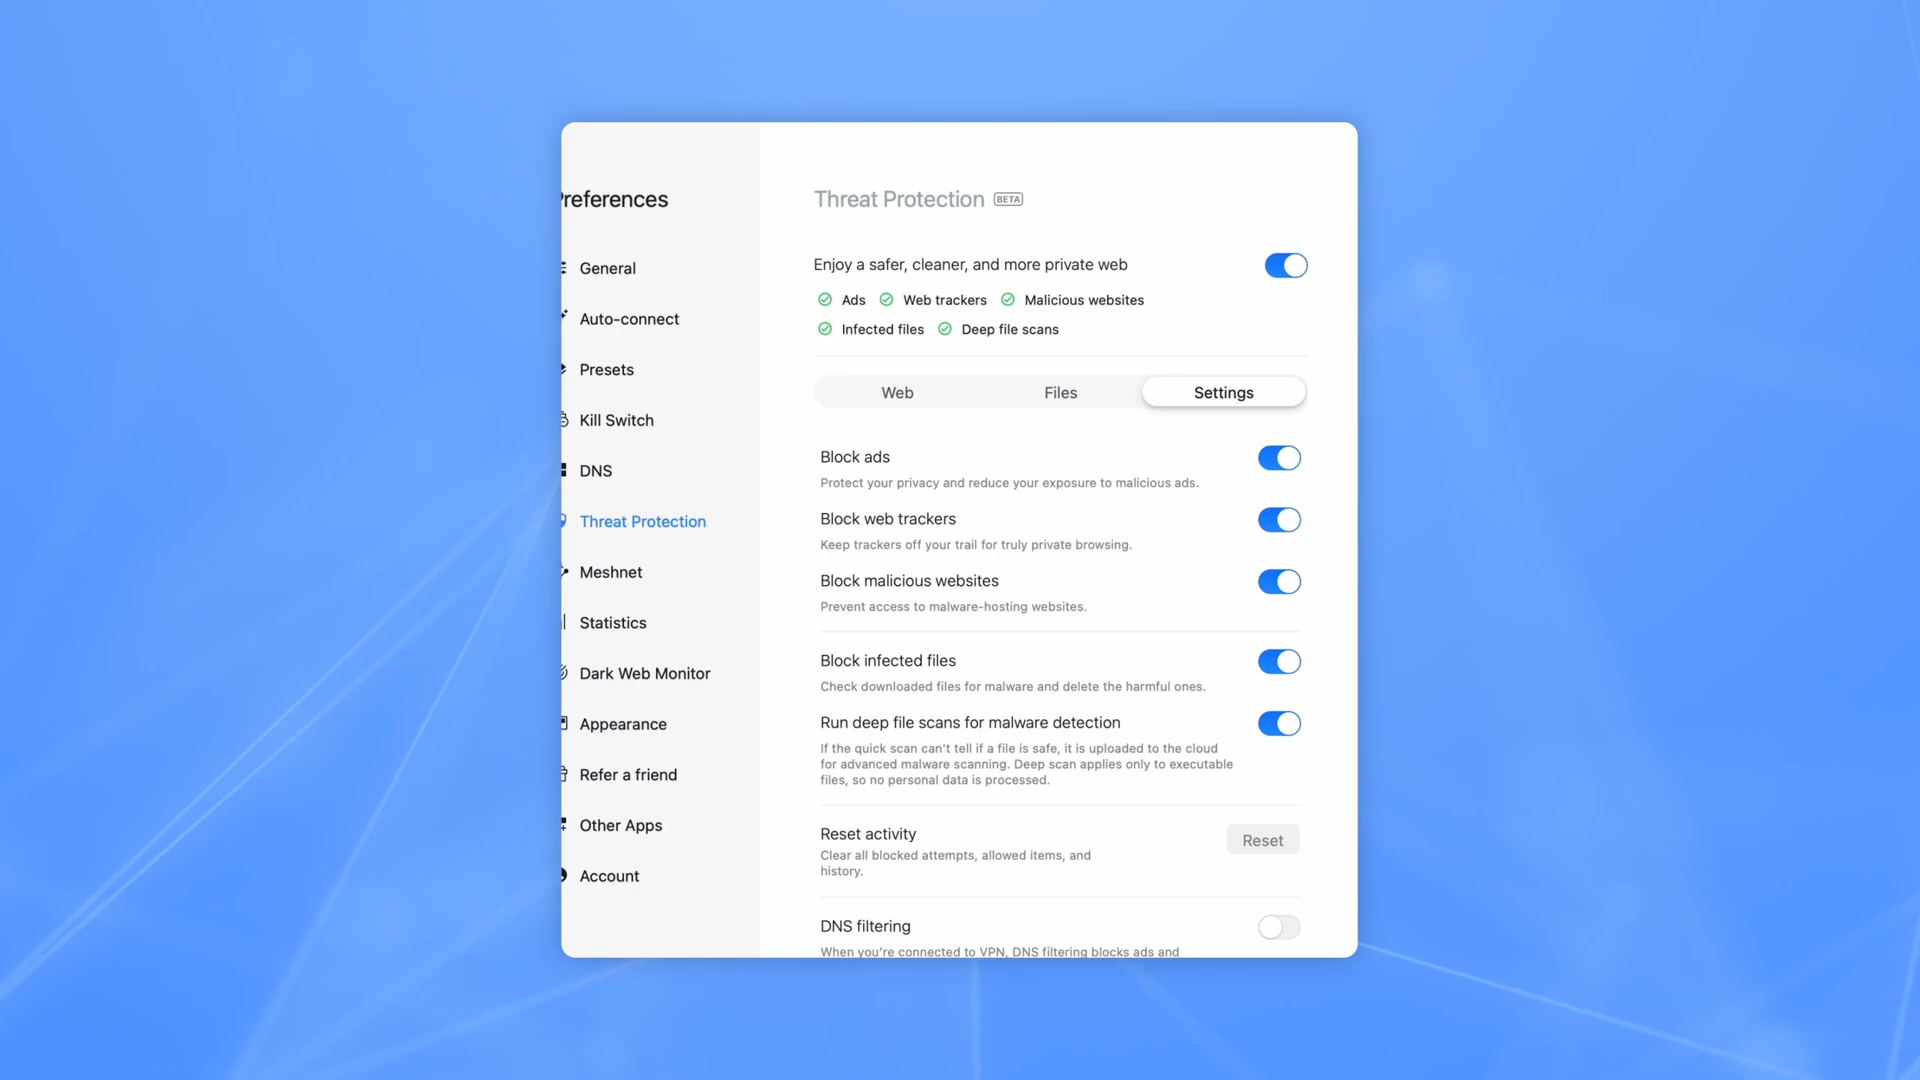 Preferences
General
Auto-connect
Presets
Kill Switch
DNS
Threat Protection
Meshnet
Statistics
Dark Web Monitor
Appearance
Refer a friend
Other Apps
Account
Threat Protection BETA
Enjoy a safer, cleaner, and more private web
Ads Web trackers Malicious websites
Infected files Deep file scans
Web Files Settings
Block ads
Protect your privacy and reduce your exposure to malicious ads.
Block web trackers
Keep trackers off your trail for truly private browsing.
Block malicious websites
Prevent access to malware-hosting websites.
Block infected files
Check downloaded files for malware and delete the harmful ones.
Run deep file scans for malware detection
If the quick scan can't tell if a file is safe, it is uploaded to the cloud
for advanced malware scanning. Deep scan applies only to executable
files, so no personal data is processed.
Reset activity
Clear all blocked attempts, allowed items, and
history.
Reset
DNS filtering
When you're connected to VPN, DNS filtering blocks ads and